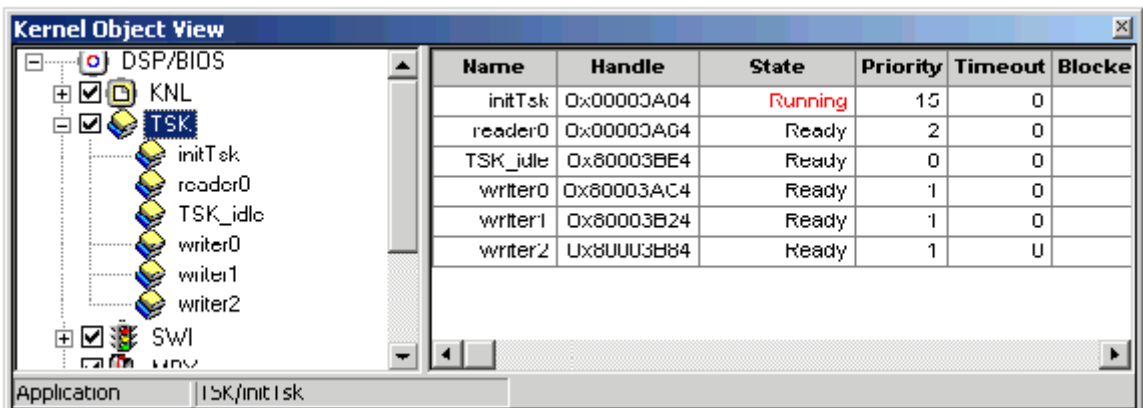 Kernel Object View
DSP/BIOS
KNL
TSK
initTsk
reader0
TSK_idle
writer0
writer1
writer2
SWI
Name Handle State Priority Timeout Blocke
initTsk Running 15 0
reader0 Ready 2 0
TSK_idle 0x80003BE4 Ready 0 0
writer0 0x80003AC4 Ready 1 0
writer1 0x80003B24 Ready 1 0
writer2 0x80003B84 Ready 1 0
Application TSK/initTsk